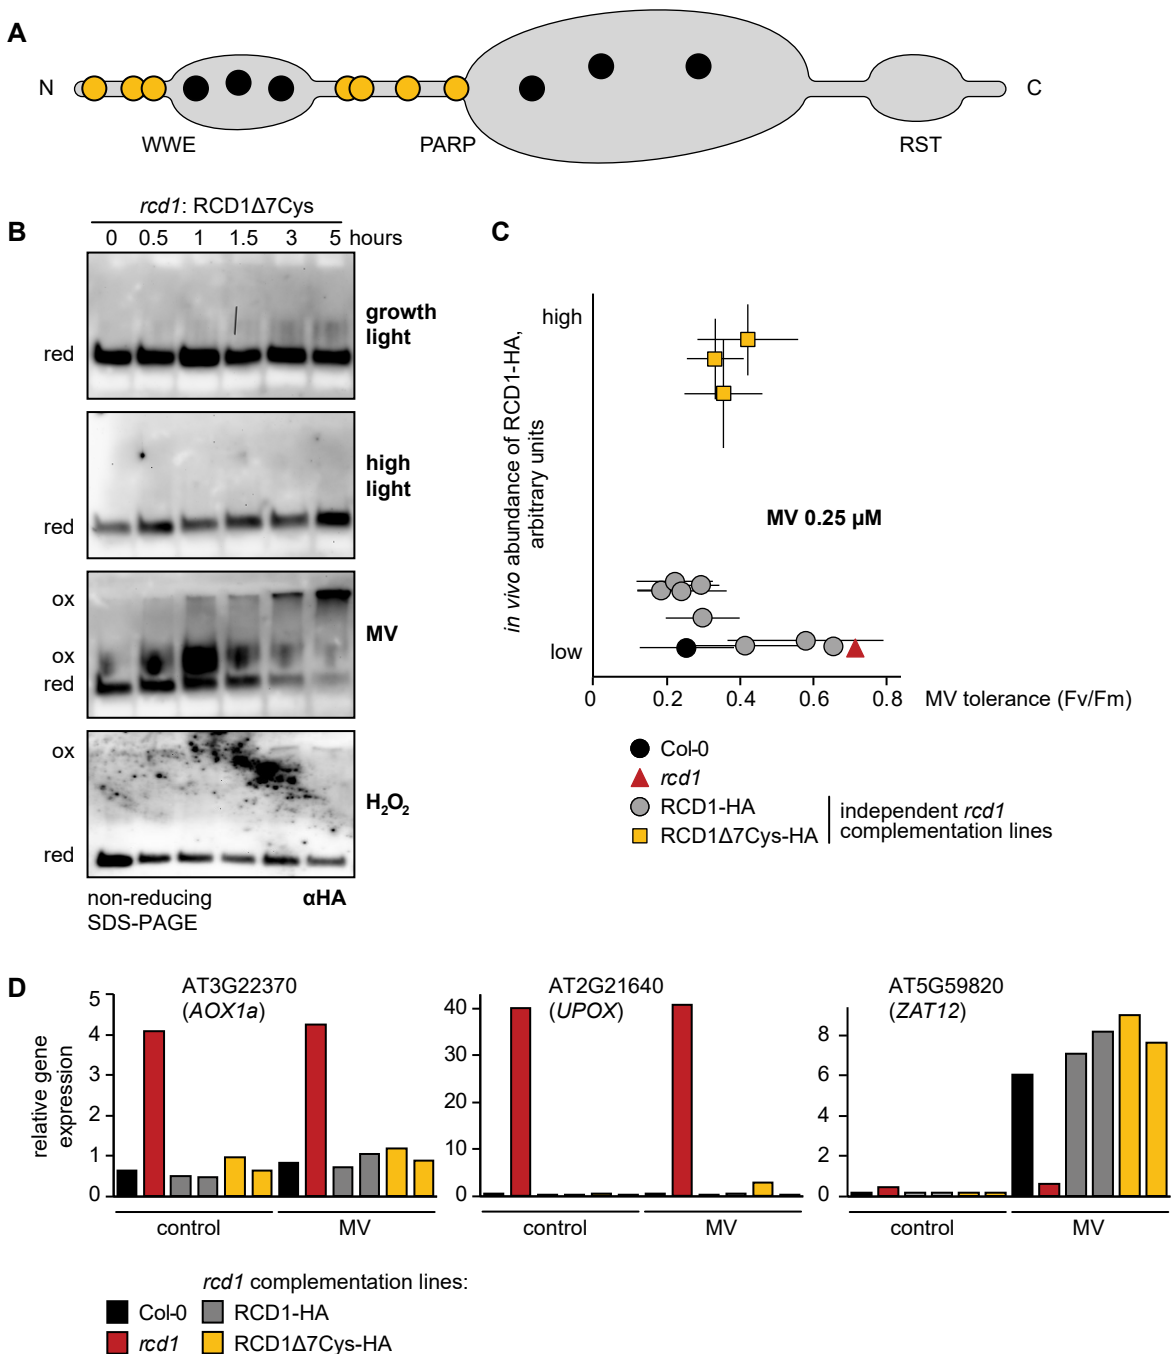 A
N
C
WWE
PARP
RST
B
rcd1: RCD1Δ7Cys
0 0.5 1 1.5 3 5 hours
growth
light
red
high
light
red
ox
MV
ox
red
ox
H₂O₂
red
non-reducing
SDS-PAGE
αHA
C
in vivo abundance of RCD1-HA,
arbitrary units
high
low
MV 0.25 µM
0 0.2 0.4 0.6 0.8
MV tolerance (Fv/Fm)
Col-0
rcd1
RCD1-HA
RCD1Δ7Cys-HA
independent rcd1
complementation lines
D
relative gene
expression
AT3G22370
(AOX1a)
5
4
3
2
1
0
control MV
AT2G21640
(UPOX)
40
30
20
10
0
control MV
AT5G59820
(ZAT12)
8
6
4
2
0
control MV
rcd1 complementation lines:
Col-0 RCD1-HA
rcd1 RCD1Δ7Cys-HA